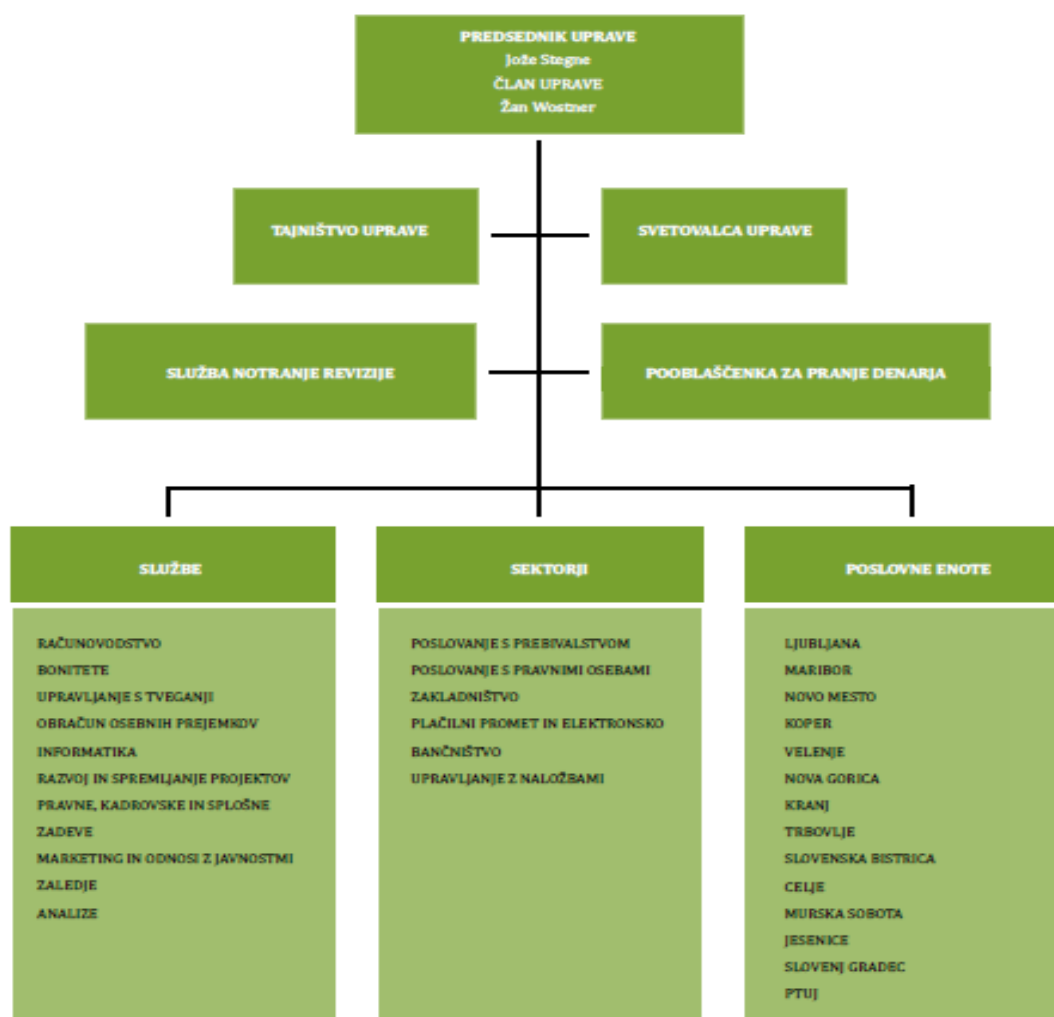 PREDSEDNIK UPRAVE
Jože Stegne
ČLAN UPRAVE
Žan Wostner
TAJNIŠTVO UPRAVE
SVETOVALCA UPRAVE
SLUŽBA NOTRANJE REVIZIJE
POOBLAŠČENKA ZA PRANJE DENARJA
SLUŽBE
RAČUNOVODSTVO
BONITETE
UPRAVLJANJE S TVEGANJI
OBRAČUN OSEBNIH PREJEMKOV
INFORMATIKA
RAZVOJ IN SPREMLJANJE PROJEKTOV
PRAVNE, KADROVSKE IN SPLOŠNE
ZADEVE
MARKETING IN ODNOSI Z JAVNOSTMI
ZALEDJE
ANALIZE
SEKTORJI
POSLOVANJE S PREBIVALSTVOM
POSLOVANJE S PRAVNIMI OSEBAMI
ZAKLADNIŠTVO
PLAČILNI PROMET IN ELEKTRONSKO
BANČNIŠTVO
UPRAVLJANJE Z NALOŽBAMI
POSLOVNE ENOTE
LJUBLJANA
MARIBOR
NOVO MESTO
KOPER
VELENJE
NOVA GORICA
KRANJ
TRBOVLJE
SLOVENSKA BISTRICA
CELJE
MURSKA SOBOTA
JESENICE
SLOVENJ GRADEC
PTUJ